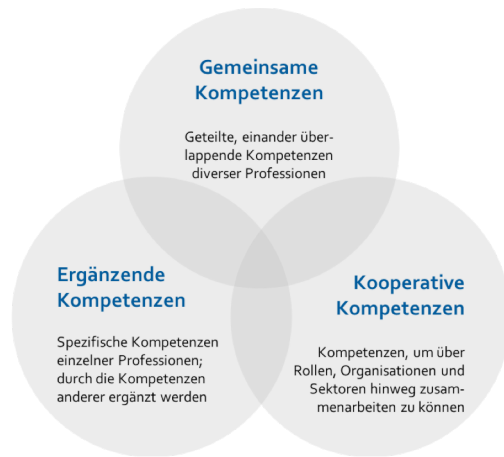 Gemeinsame
Kompetenzen
Geteilte, einander über-
lappende Kompetenzen
diverser Professionen
Ergänzende
Kompetenzen
Spezifische Kompetenzen
einzelner Professionen;
durch die Kompetenzen
anderer ergänzt werden
Kooperative
Kompetenzen
Kompetenzen, um über
Rollen, Organisationen und
Sektoren hinweg zusam-
menarbeiten zu können